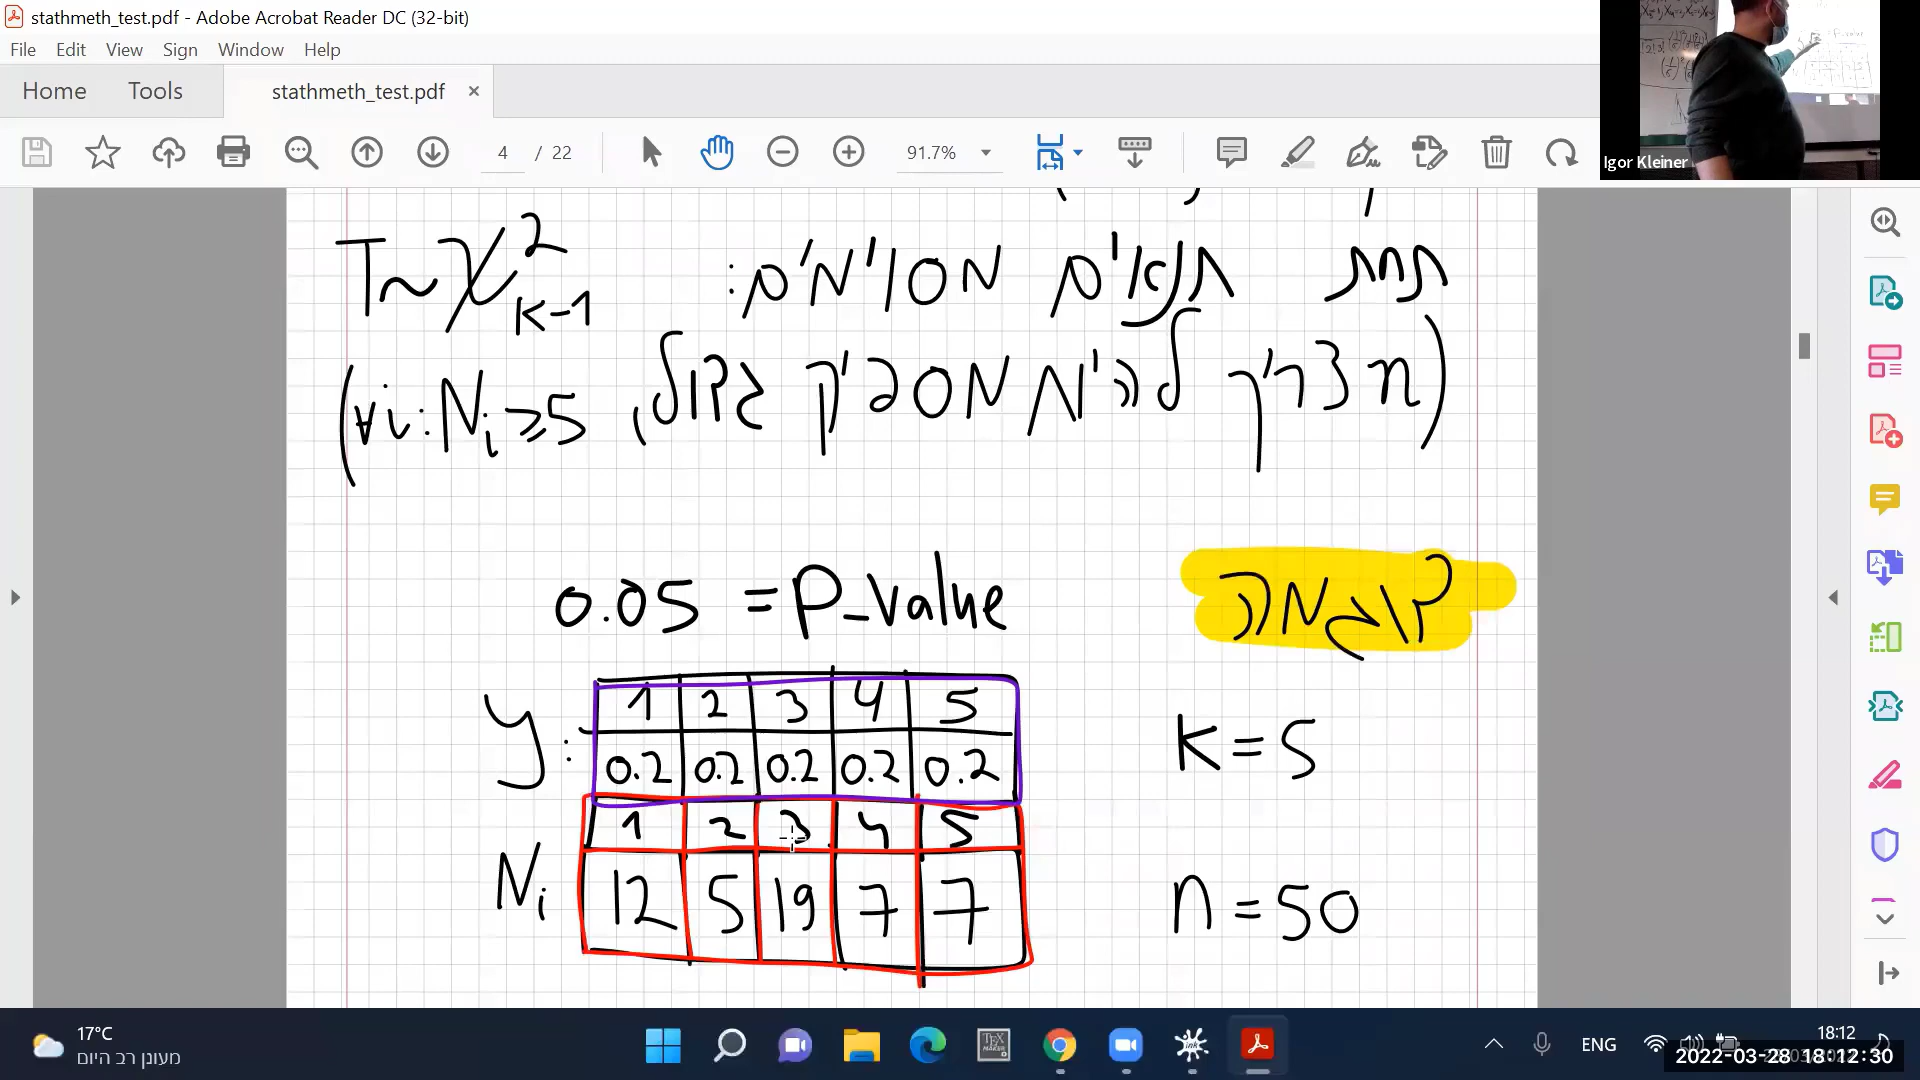 stathmeth_test.pdf - Adobe Acrobat Reader DC (32-bit)
File Edit View Sign Window Help
Home Tools stathmeth_test.pdf ×
4 / 22 91.7%
Igor Kleiner
תחת תנאים מסוימים: T~χ²ₖ₋₁
(n צריך להיות מספיק גדול, ∀i: Nᵢ ≥ 5)
דוגמה
0.05 = P_value
Y: 1 2 3 4 5
0.2 0.2 0.2 0.2 0.2
K=5
1 2 3 4 5
Nᵢ 12 5 19 7 7
n=50
17°C
מעונן רב היום
ENG
18:12
2022-03-28 18:12:30